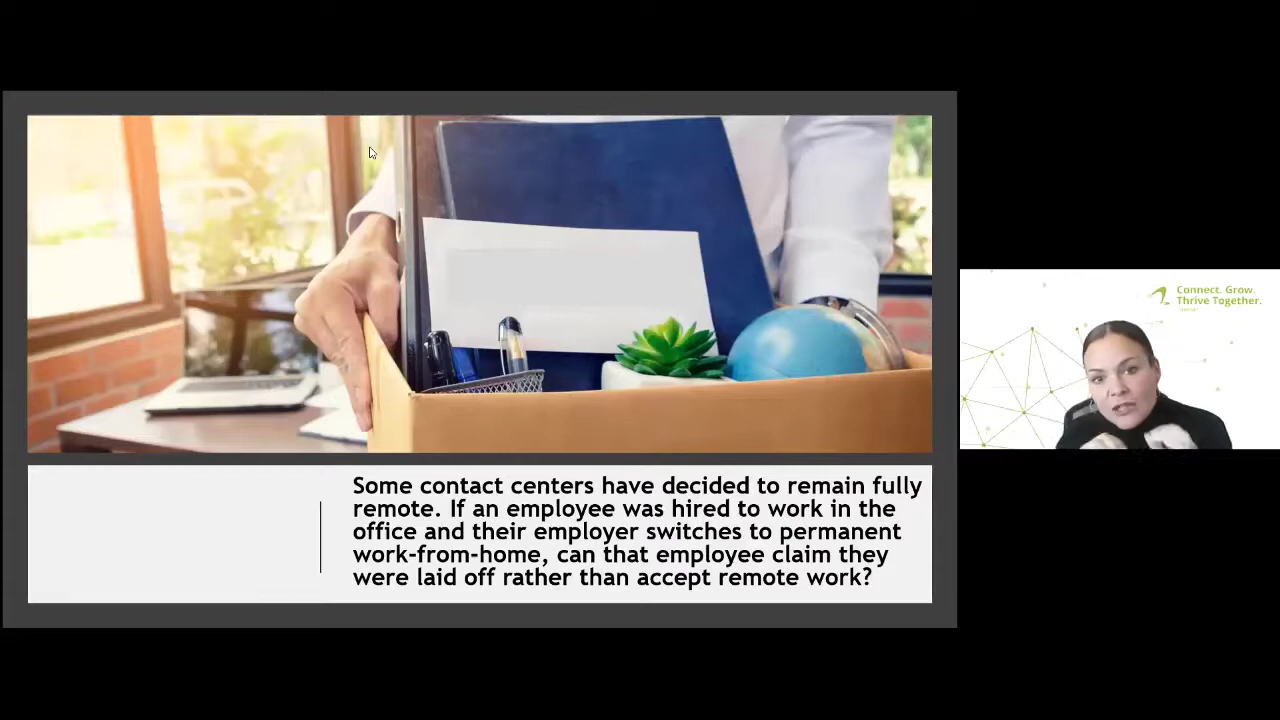 Some contact centers have decided to remain fully
remote. If an employee was hired to work in the
office and their employer switches to permanent
work-from-home, can that employee claim they
were laid off rather than accept remote work?
Connect. Grow.
Thrive Together.